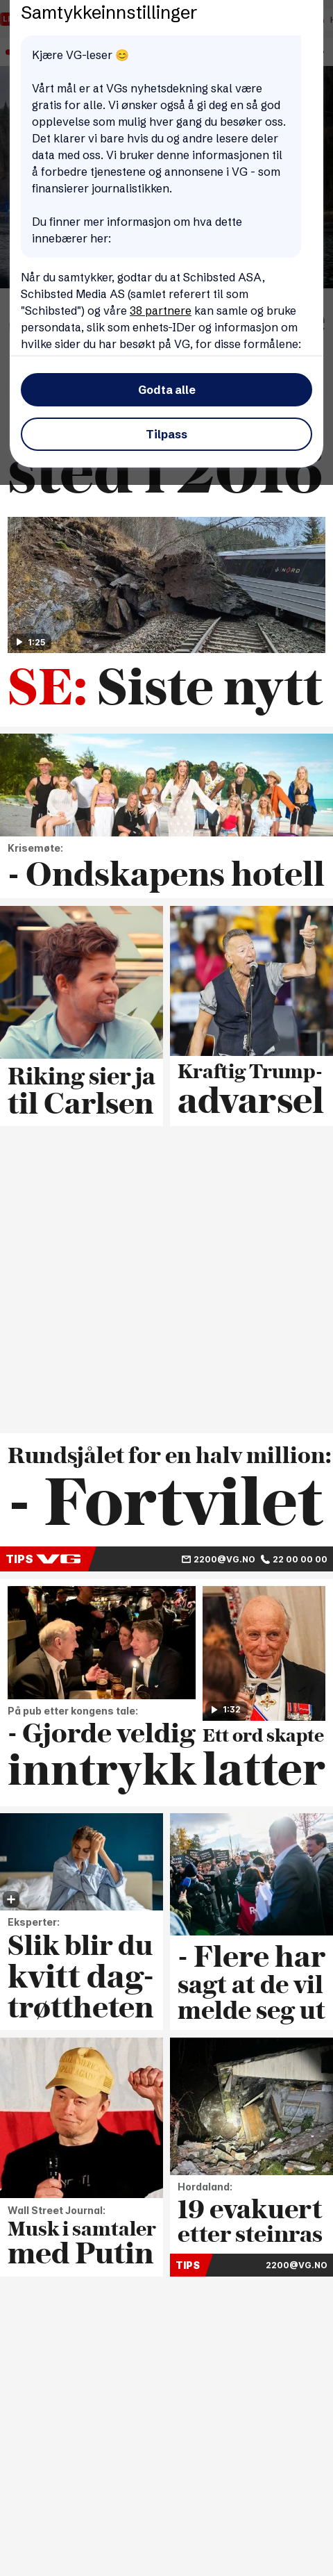 Samtykkeinnstillinger
Kjære VG-leser 😊
Vårt mål er at VGs nyhetsdekning skal være
gratis for alle. Vi ønsker også å gi deg en så god
opplevelse som mulig hver gang du besøker oss.
Det klarer vi bare hvis du og andre lesere deler
data med oss. Vi bruker denne informasjonen til
å forbedre tjenestene og annonsene i VG - som
finansierer journalistikken.
Du finner mer informasjon om hva dette
innebærer her:
Når du samtykker, godtar du at Schibsted ASA,
Schibsted Media AS (samlet referert til som
"Schibsted") og våre 38 partnere kan samle og bruke
persondata, slik som enhets-IDer og informasjon om
hvilke sider du har besøkt på VG, for disse formålene:
Godta alle
Tilpass
sted i 2016
1:25
SE: Siste nytt
Krisemøte:
- Ondskapens hotell
Riking sier ja
til Carlsen
Kraftig Trump-
advarsel
Rundsjålet for en halv million:
- Fortvilet
TIPS VG 2200@VG.NO 22 00 00 00
På pub etter kongens tale:
- Gjorde veldig
inntrykk
1:32
Ett ord skapte
latter
Eksperter:
Slik blir du
kvitt dag-
trøttheten
- Flere har
sagt at de vil
melde seg ut
Wall Street Journal:
Musk i samtaler
med Putin
Hordaland:
19 evakuert
etter steinras
TIPS 2200@VG.NO